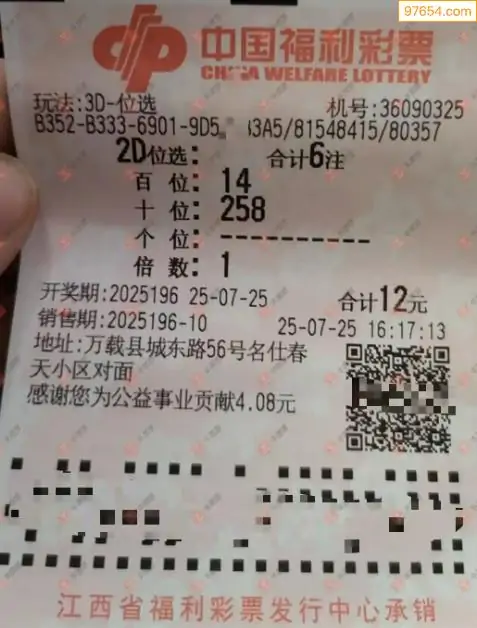 97654.com
中国福利彩票
CHINA WELFARE LOTTERY
玩法:3D-位选 机号:36090325
B352-B333-6901-9D5 3A5/81548415/80357
2D位选: 合计6注
百 位: 14
十 位: 258
个 位: -----------
倍 数: 1
开奖期:2025196 25-07-25 合计12元
销售期:2025196-10 25-07-25 16:17:13
地址:万载县城东路56号名仕春
天小区对面
感谢您为公益事业贡献4.08元
江西省福利彩票发行中心承销